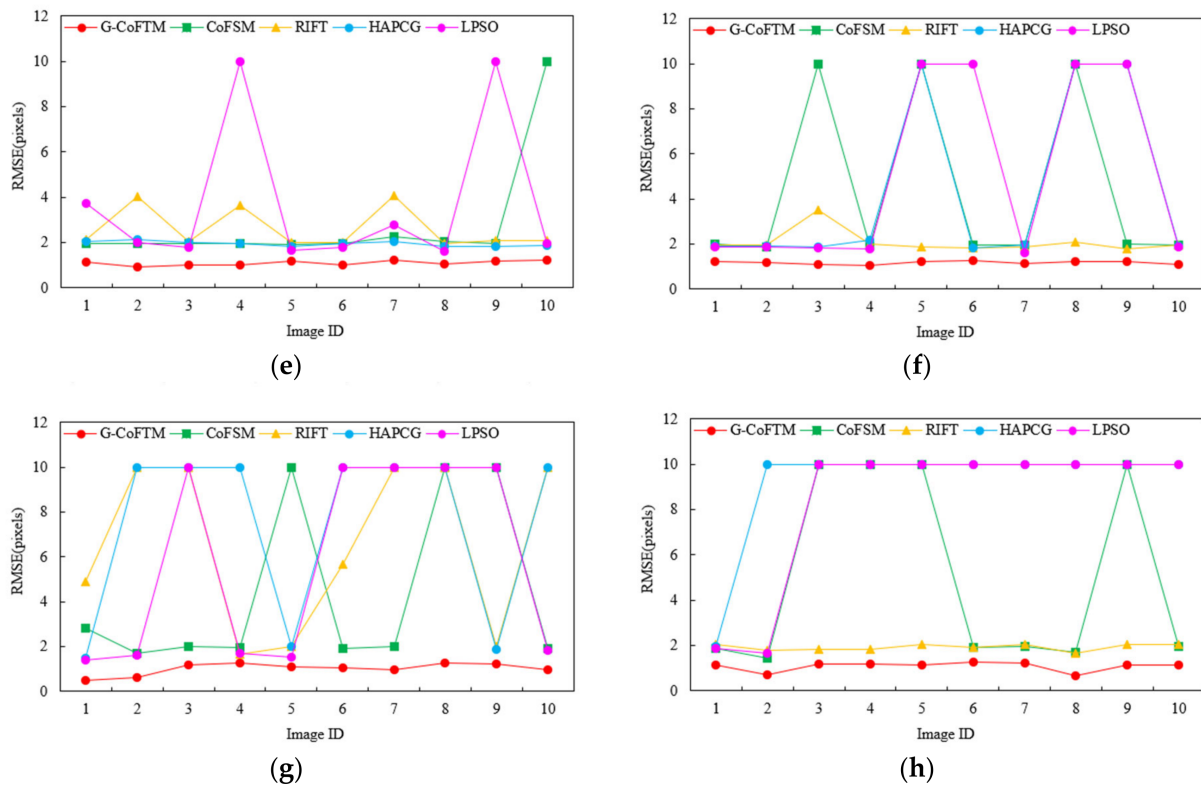 G-CoFTM CoFSM RIFT HAPCG LPSO
12
10
8
6
4
2
0
RMSE(pixels)
1 2 3 4 5 6 7 8 9 10
Image ID
(e)
G-CoFTM CoFSM RIFT HAPCG LPSO
12
10
8
6
4
2
0
RMSE(pixels)
1 2 3 4 5 6 7 8 9 10
Image ID
(f)
G-CoFTM CoFSM RIFT HAPCG LPSO
12
10
8
6
4
2
0
RMSE(pixels)
1 2 3 4 5 6 7 8 9 10
Image ID
(g)
G-CoFTM CoFSM RIFT HAPCG LPSO
12
10
8
6
4
2
0
RMSE(pixels)
1 2 3 4 5 6 7 8 9 10
Image ID
(h)